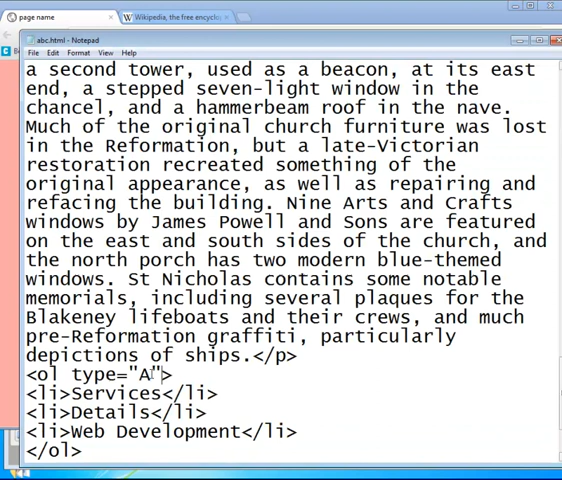 page name
Wikipedia, the free encyclo
abc.html - Notepad
File Edit Format View Help
a second tower, used as a beacon, at its east
end, a stepped seven-light window in the
chancel, and a hammerbeam roof in the nave.
Much of the original church furniture was lost
in the Reformation, but a late-Victorian
restoration recreated something of the
original appearance, as well as repairing and
refacing the building. Nine Arts and Crafts
windows by James Powell and Sons are featured
on the east and south sides of the church, and
the north porch has two modern blue-themed
windows. St Nicholas contains some notable
memorials, including several plaques for the
Blakeney lifeboats and their crews, and much
pre-Reformation graffiti, particularly
depictions of ships.</p>
<ol type="A">
<li>Services</li>
<li>Details</li>
<li>Web Development</li>
</ol>